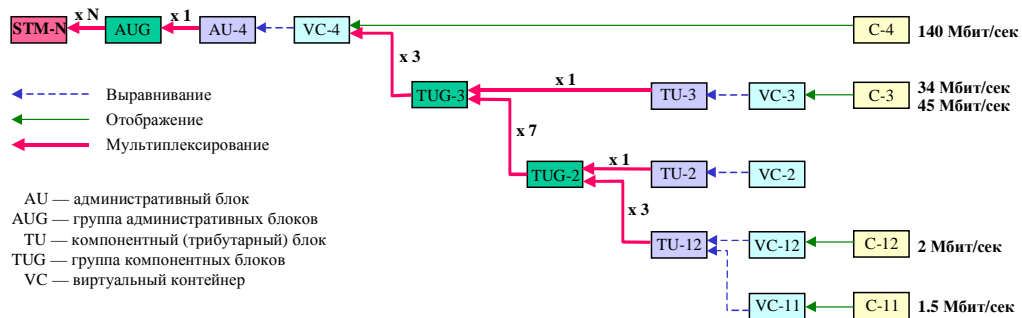 x N
x 1
STM-N
AUG
AU-4
VC-4
C-4
140 Мбит/сек
x 3
x 1
Выравнивание
Отображение
Мультиплексирование
TUG-3
TU-3
VC-3
C-3
34 Мбит/сек
45 Мбит/сек
x 7
x 1
TUG-2
TU-2
VC-2
x 3
AU — административный блок
AUG — группа административных блоков
TU — компонентный (трибутарный) блок
TUG — группа компонентных блоков
VC — виртуальный контейнер
TU-12
VC-12
C-12
2 Мбит/сек
VC-11
C-11
1.5 Мбит/сек